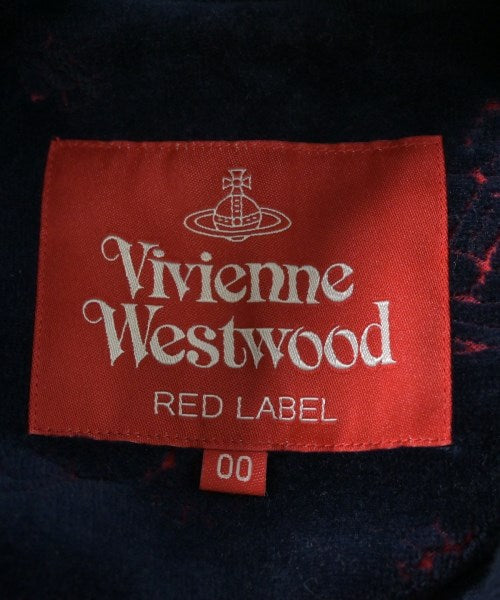 Vivienne
Westwood
RED LABEL
00